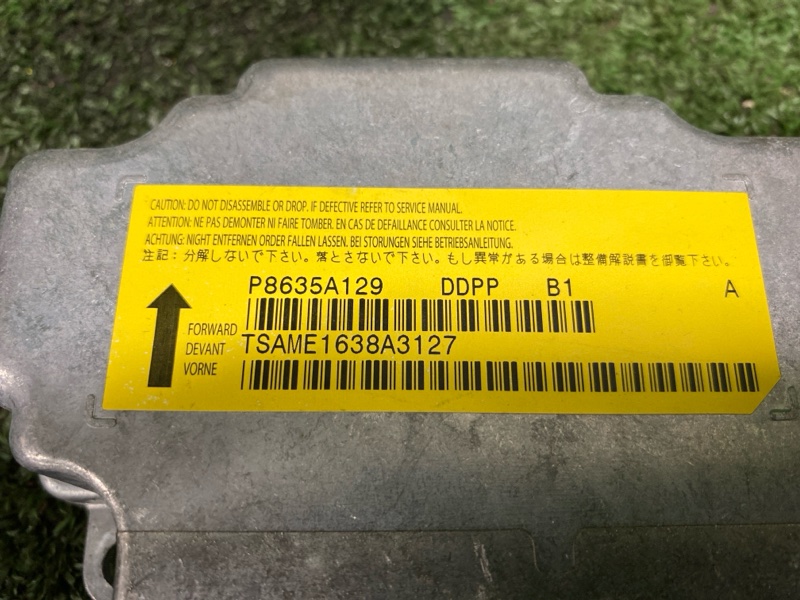 CAUTION: DO NOT DISASSEMBLE OR DROP. IF DEFECTIVE REFER TO SERVICE MANUAL.
ATTENTION: NE PAS DEMONTER NI FAIRE TOMBER. EN CAS DE DEFAILLANCE CONSULTER LA NOTICE.
ACHTUNG: NIGHT ENTFERNEN ORDER FALLEN LASSEN. BEI STORUNGEN SIEHE BETRIEBSANLEITUNG.
注記：分解しないで下さい。落とさないで下さい。もし異常がある場合は整備解説書を御覧下さい。
P8635A129 DDPP B1 A
FORWARD
TSAME1638A3127
DEVANT
VORNE